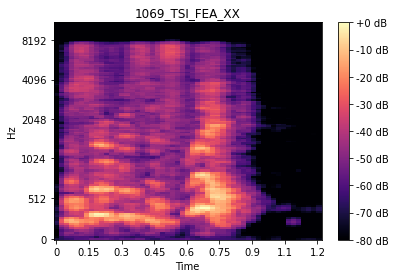 1069_TSI_FEA_XX
8192
4096
2048
1024
512
0
Hz
0 0.15 0.3 0.45 0.6 0.75 0.9 1.1 1.2
Time
+0 dB
-10 dB
-20 dB
-30 dB
-40 dB
-50 dB
-60 dB
-70 dB
-80 dB